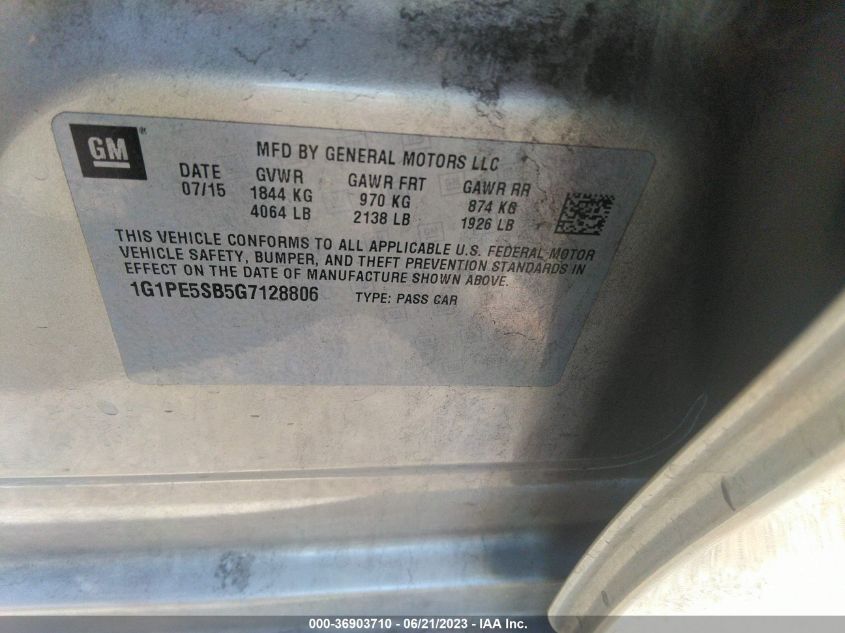 GM®
MFD BY GENERAL MOTORS LLC
DATE GVWR GAWR FRT GAWR RR
07/15 1844 KG 970 KG 874 KG
4064 LB 2138 LB 1926 LB
THIS VEHICLE CONFORMS TO ALL APPLICABLE U.S. FEDERAL MOTOR
VEHICLE SAFETY, BUMPER, AND THEFT PREVENTION STANDARDS IN
EFFECT ON THE DATE OF MANUFACTURE SHOWN ABOVE.
1G1PE5SB5G7128806 TYPE: PASS CAR
000-36903710 - 06/21/2023 - IAA Inc.